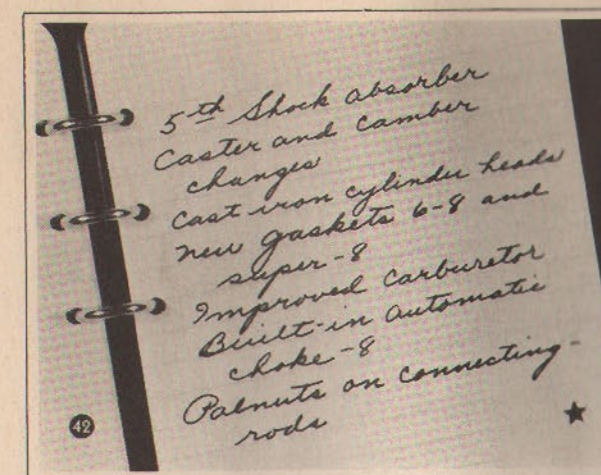 5th Shock absorber
Caster and camber
changes
Cast iron cylinder heads
new gaskets 6-8 and
super-8
Improved carburetor
Built-in automatic
choke-8
Palnuts on connecting-
rods
42